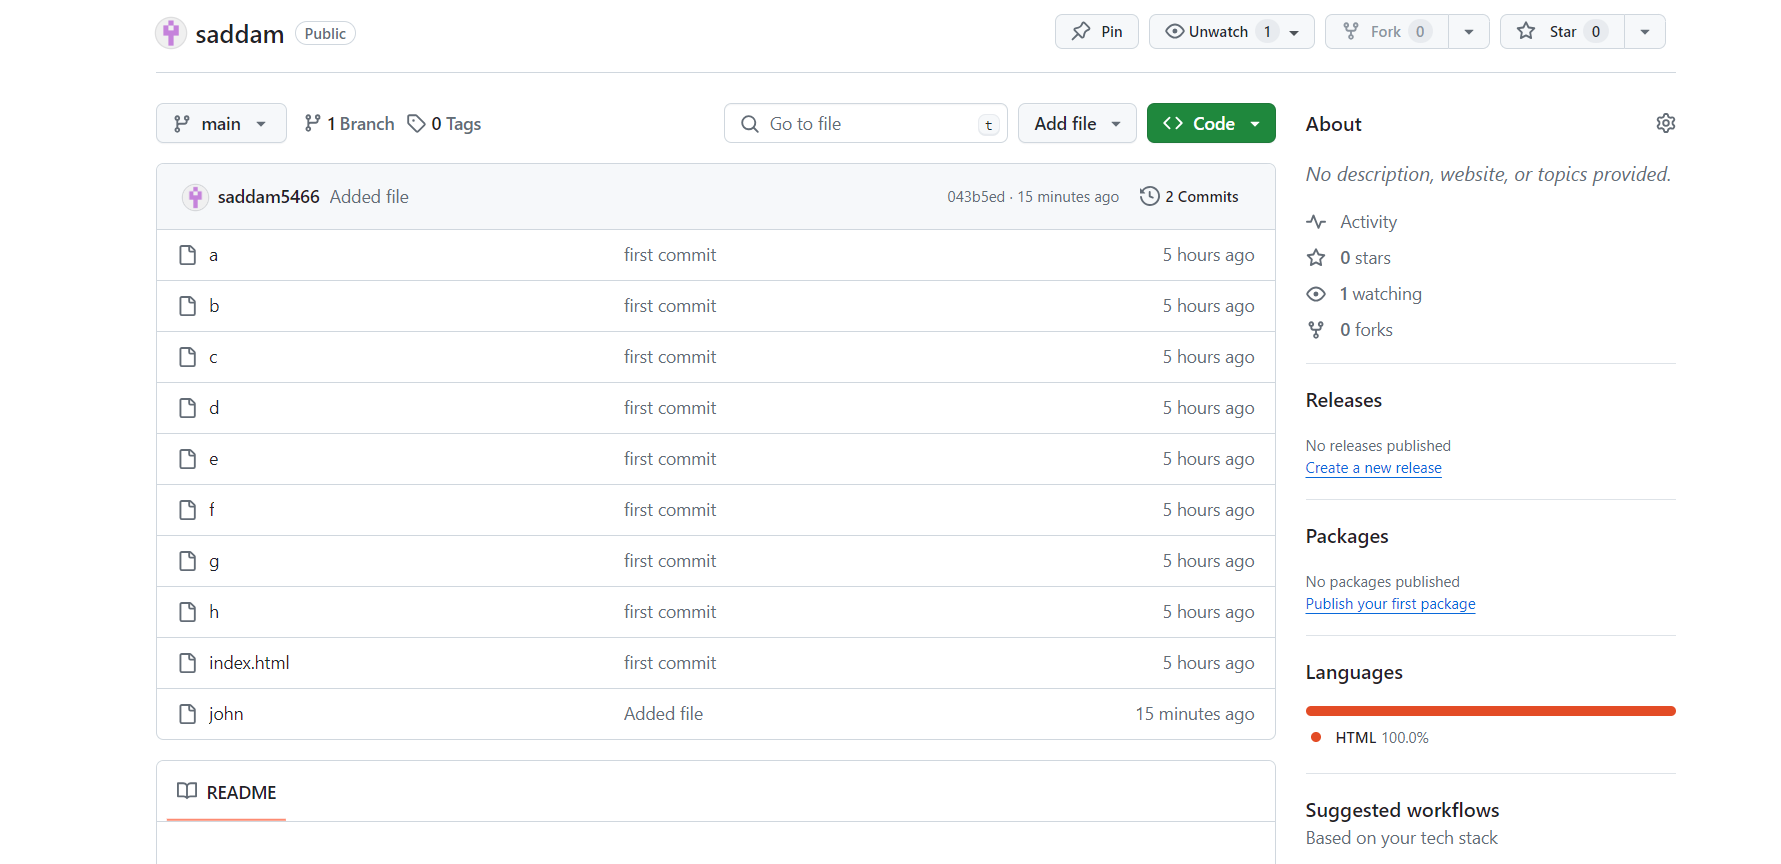 saddam Public
Pin
Unwatch 1
Fork 0
Star 0
main
1 Branch
0 Tags
Go to file t
Add file
Code
saddam5466 Added file 043b5ed · 15 minutes ago 2 Commits
a first commit 5 hours ago
b first commit 5 hours ago
c first commit 5 hours ago
d first commit 5 hours ago
e first commit 5 hours ago
f first commit 5 hours ago
g first commit 5 hours ago
h first commit 5 hours ago
index.html first commit 5 hours ago
john Added file 15 minutes ago
README
About
No description, website, or topics provided.
Activity
0 stars
1 watching
0 forks
Releases
No releases published
Create a new release
Packages
No packages published
Publish your first package
Languages
HTML 100.0%
Suggested workflows
Based on your tech stack